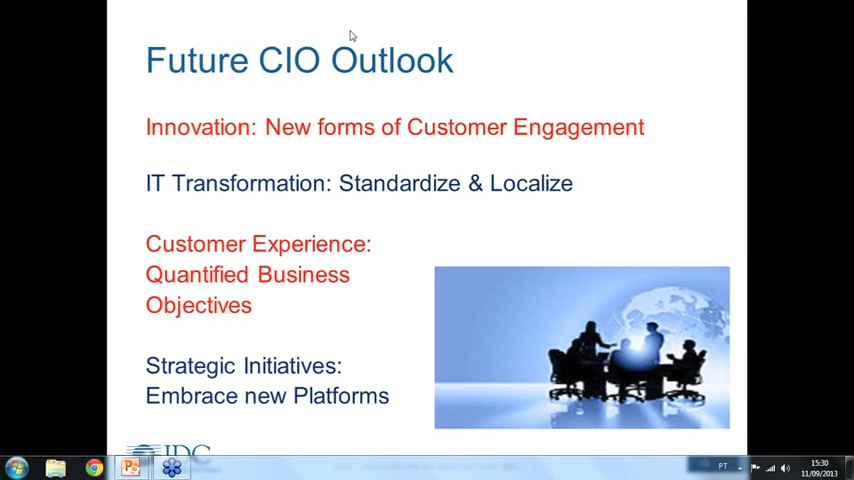 Future CIO Outlook
Innovation: New forms of Customer Engagement
IT Transformation: Standardize & Localize
Customer Experience:
Quantified Business
Objectives
Strategic Initiatives:
Embrace new Platforms
IDC
PT
15:30
11/09/2013